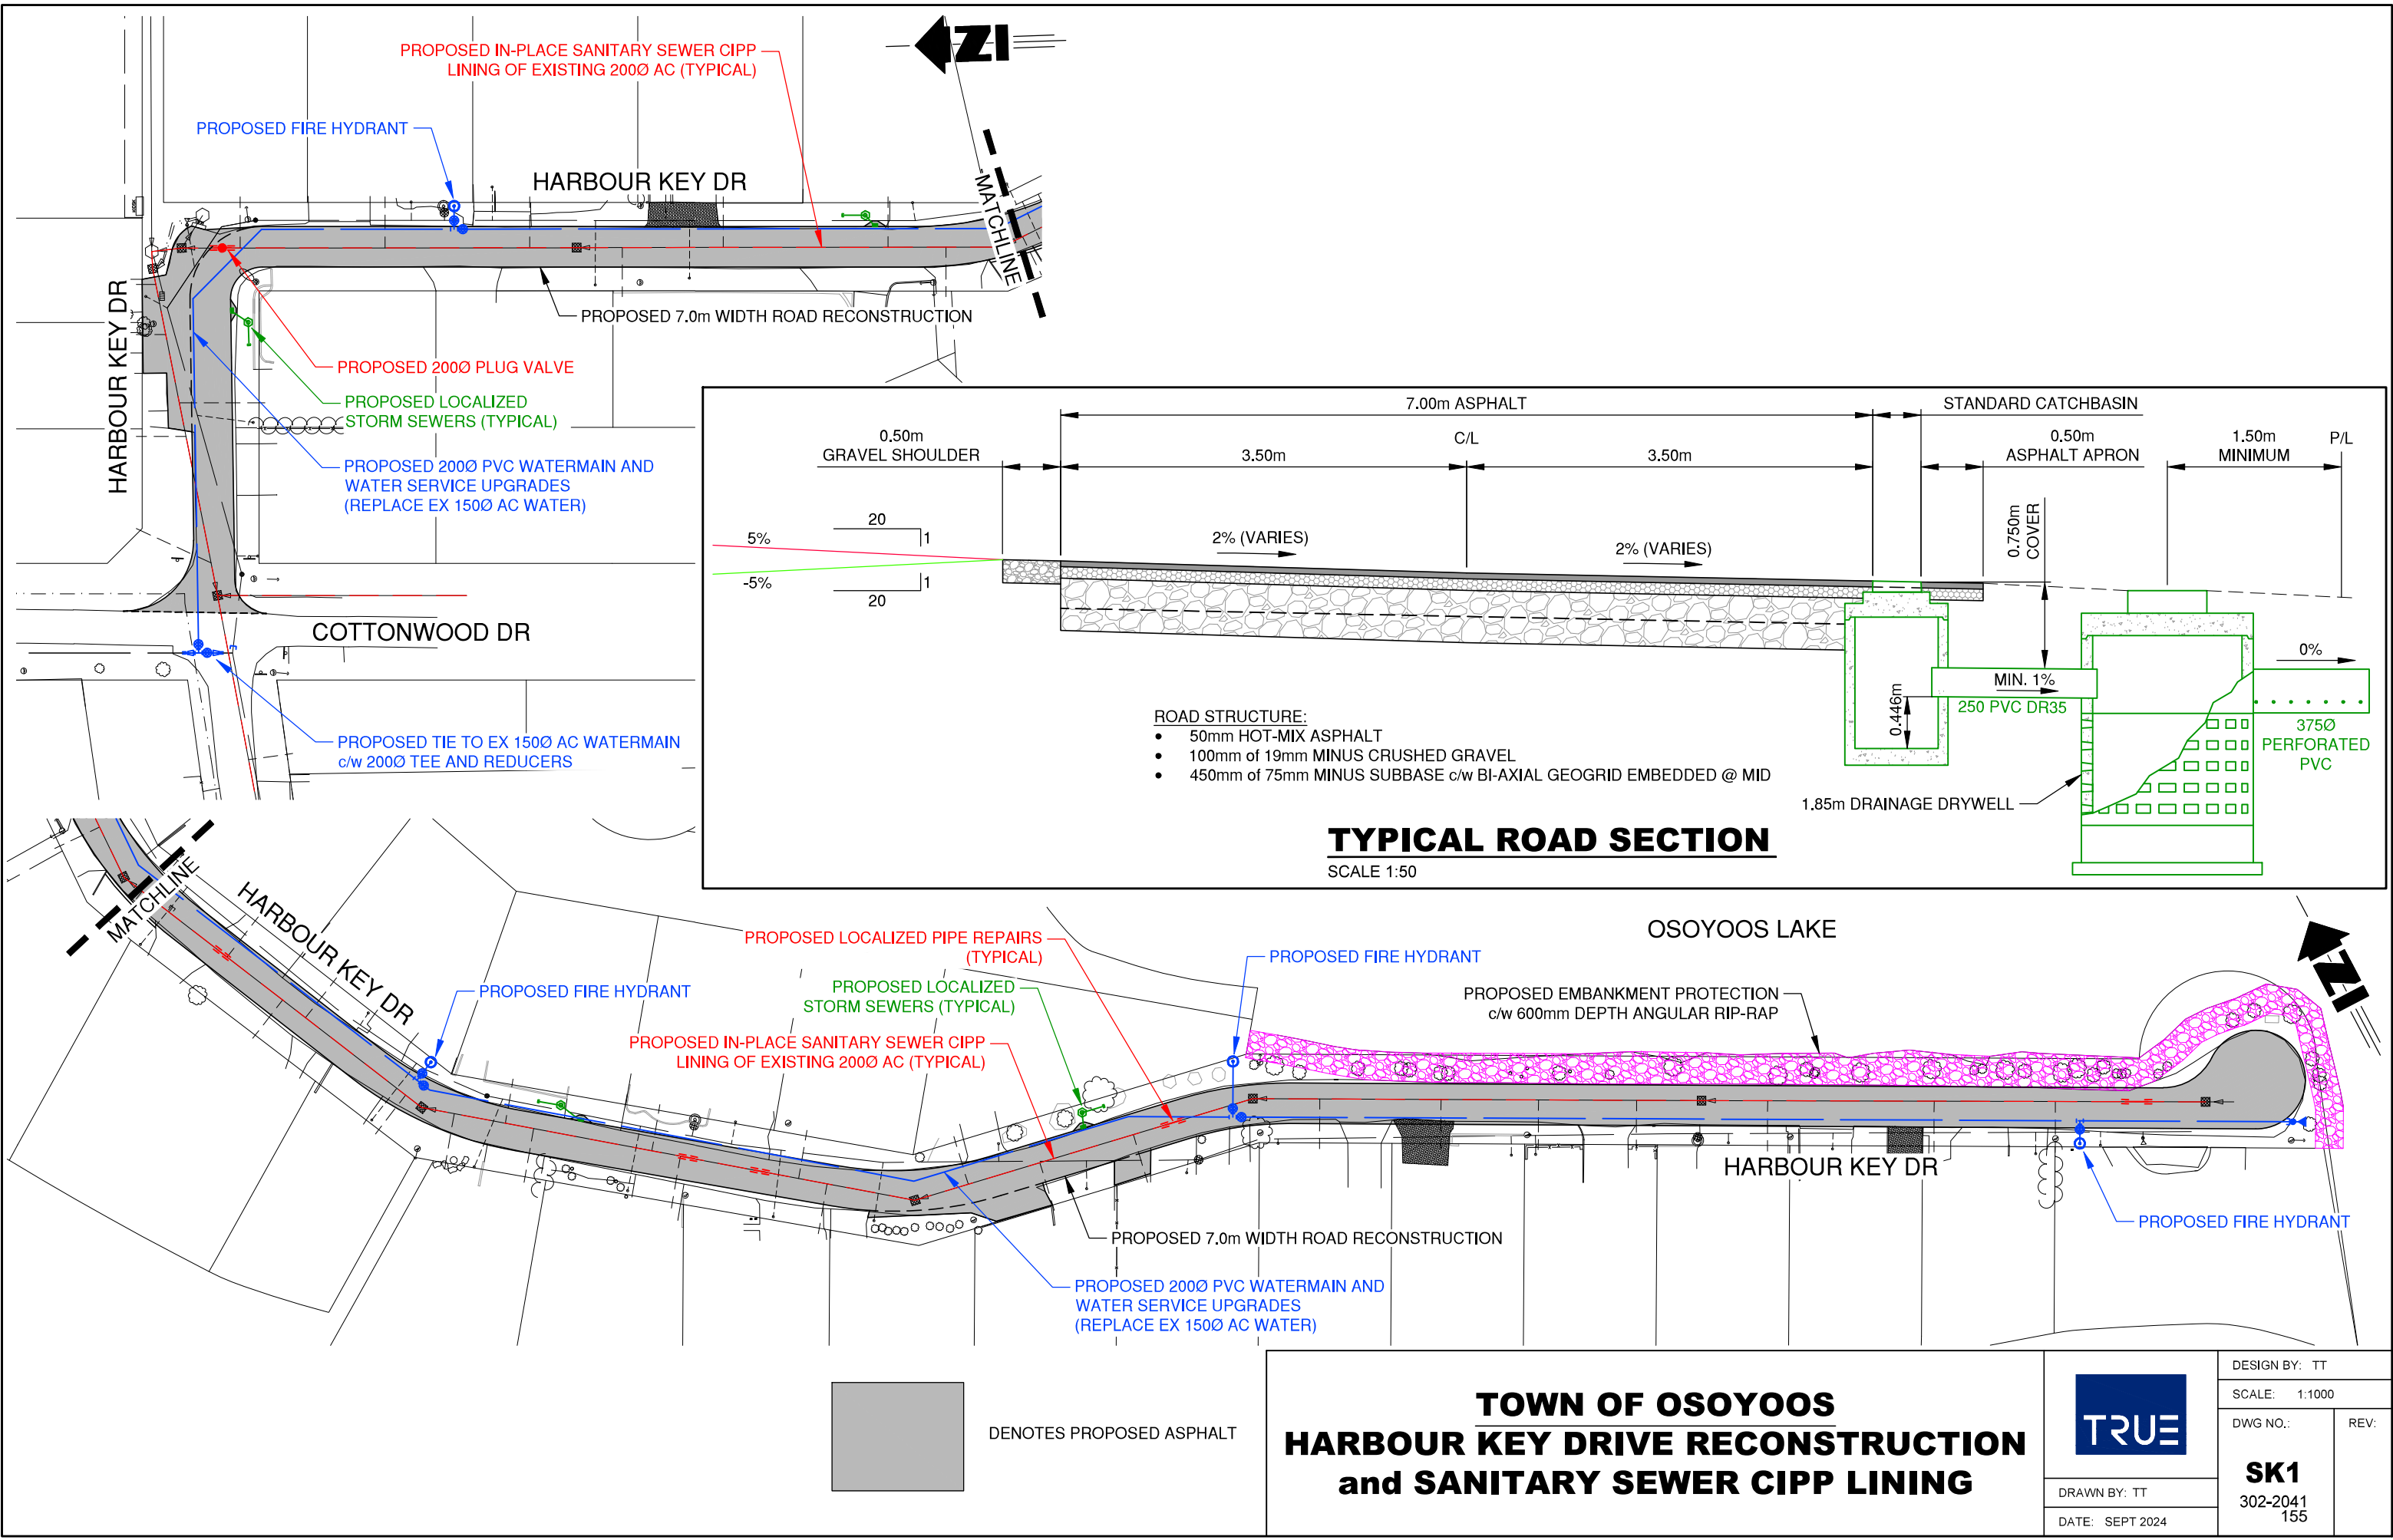 PROPOSED IN-PLACE SANITARY SEWER CIPP
LINING OF EXISTING 200Ø AC (TYPICAL)
N
PROPOSED FIRE HYDRANT
HARBOUR KEY DR
MATCHLINE
HARBOUR KEY DR
PROPOSED 7.0m WIDTH ROAD RECONSTRUCTION
PROPOSED 200Ø PLUG VALVE
PROPOSED LOCALIZED
STORM SEWERS (TYPICAL)
PROPOSED 200Ø PVC WATERMAIN AND
WATER SERVICE UPGRADES
(REPLACE EX 150Ø AC WATER)
COTTONWOOD DR
PROPOSED TIE TO EX 150Ø AC WATERMAIN
c/w 200Ø TEE AND REDUCERS
7.00m ASPHALT
STANDARD CATCHBASIN
0.50m
GRAVEL SHOULDER
3.50m
C/L
3.50m
0.50m
ASPHALT APRON
1.50m
MINIMUM
P/L
5%
20
1
-5%
20
1
2% (VARIES)
2% (VARIES)
0.750m
COVER
0%
MIN. 1%
250 PVC DR35
0.446m
375Ø
PERFORATED
PVC
1.85m DRAINAGE DRYWELL
ROAD STRUCTURE:
• 50mm HOT-MIX ASPHALT
• 100mm of 19mm MINUS CRUSHED GRAVEL
• 450mm of 75mm MINUS SUBBASE c/w BI-AXIAL GEOGRID EMBEDDED @ MID
TYPICAL ROAD SECTION
SCALE 1:50
MATCHLINE
HARBOUR KEY DR
PROPOSED FIRE HYDRANT
PROPOSED LOCALIZED PIPE REPAIRS
(TYPICAL)
PROPOSED LOCALIZED
STORM SEWERS (TYPICAL)
PROPOSED IN-PLACE SANITARY SEWER CIPP
LINING OF EXISTING 200Ø AC (TYPICAL)
PROPOSED FIRE HYDRANT
OSOYOOS LAKE
PROPOSED EMBANKMENT PROTECTION
c/w 600mm DEPTH ANGULAR RIP-RAP
N
HARBOUR KEY DR
PROPOSED FIRE HYDRANT
PROPOSED 7.0m WIDTH ROAD RECONSTRUCTION
PROPOSED 200Ø PVC WATERMAIN AND
WATER SERVICE UPGRADES
(REPLACE EX 150Ø AC WATER)
DENOTES PROPOSED ASPHALT
TOWN OF OSOYOOS
HARBOUR KEY DRIVE RECONSTRUCTION
and SANITARY SEWER CIPP LINING
TRUE
DRAWN BY: TT
DATE: SEPT 2024
DESIGN BY: TT
SCALE: 1:1000
DWG NO.:
REV:
SK1
302-2041
155